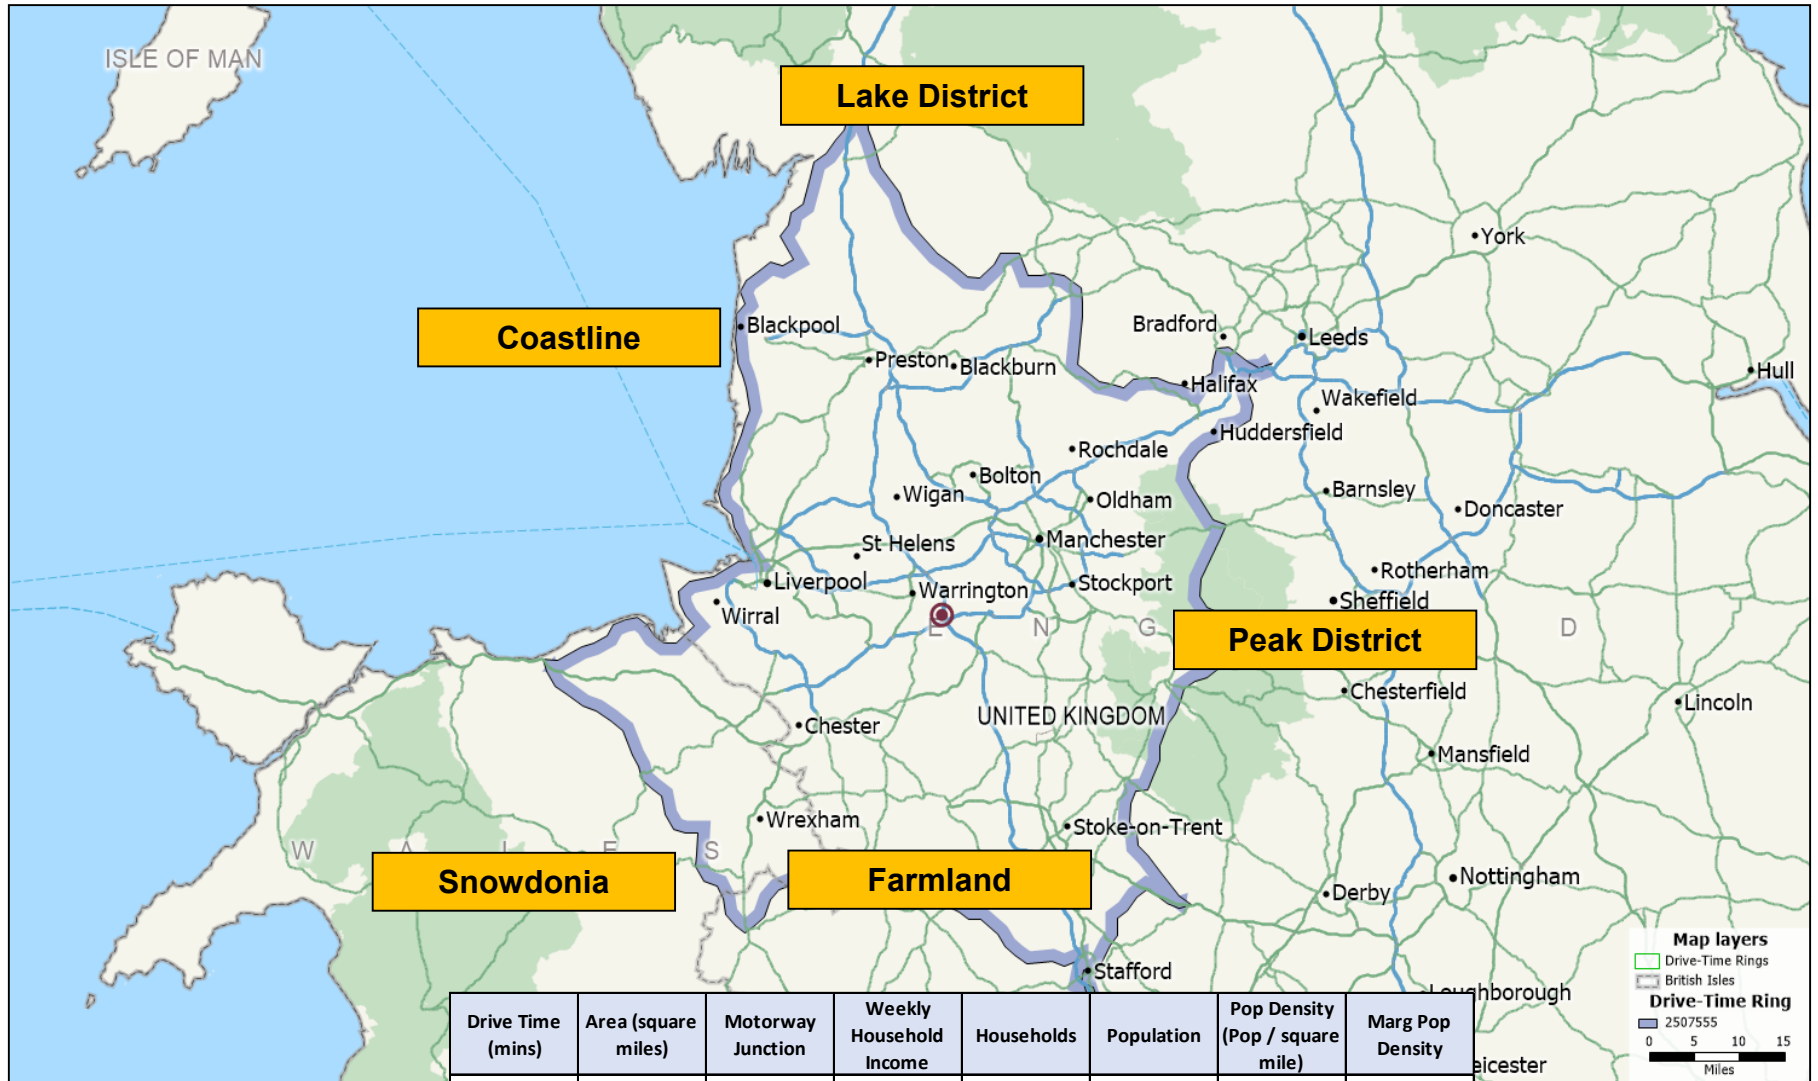 ISLE OF MAN
Lake District
York
Coastline
Blackpool
Bradford
Leeds
Preston
Blackburn
Hull
Halifax
Wakefield
Huddersfield
Rochdale
Bolton
Wigan
Oldham
Barnsley
Doncaster
St Helens
Manchester
Liverpool
Warrington
Stockport
Rotherham
Sheffield
Wirral
E N G D
Peak District
Chesterfield
Lincoln
UNITED KINGDOM
Chester
Mansfield
Wrexham
Stoke-on-Trent
W A L E S
Snowdonia
Farmland
Derby
Nottingham
Stafford
Loughborough
eicester
Map layers
Drive-Time Rings
British Isles
Drive-Time Ring
2507555
0 5 10 15
Miles
Drive Time (mins)
Area (square miles)
Motorway Junction
Weekly Household Income
Households
Population
Pop Density (Pop / square mile)
Marg Pop Density